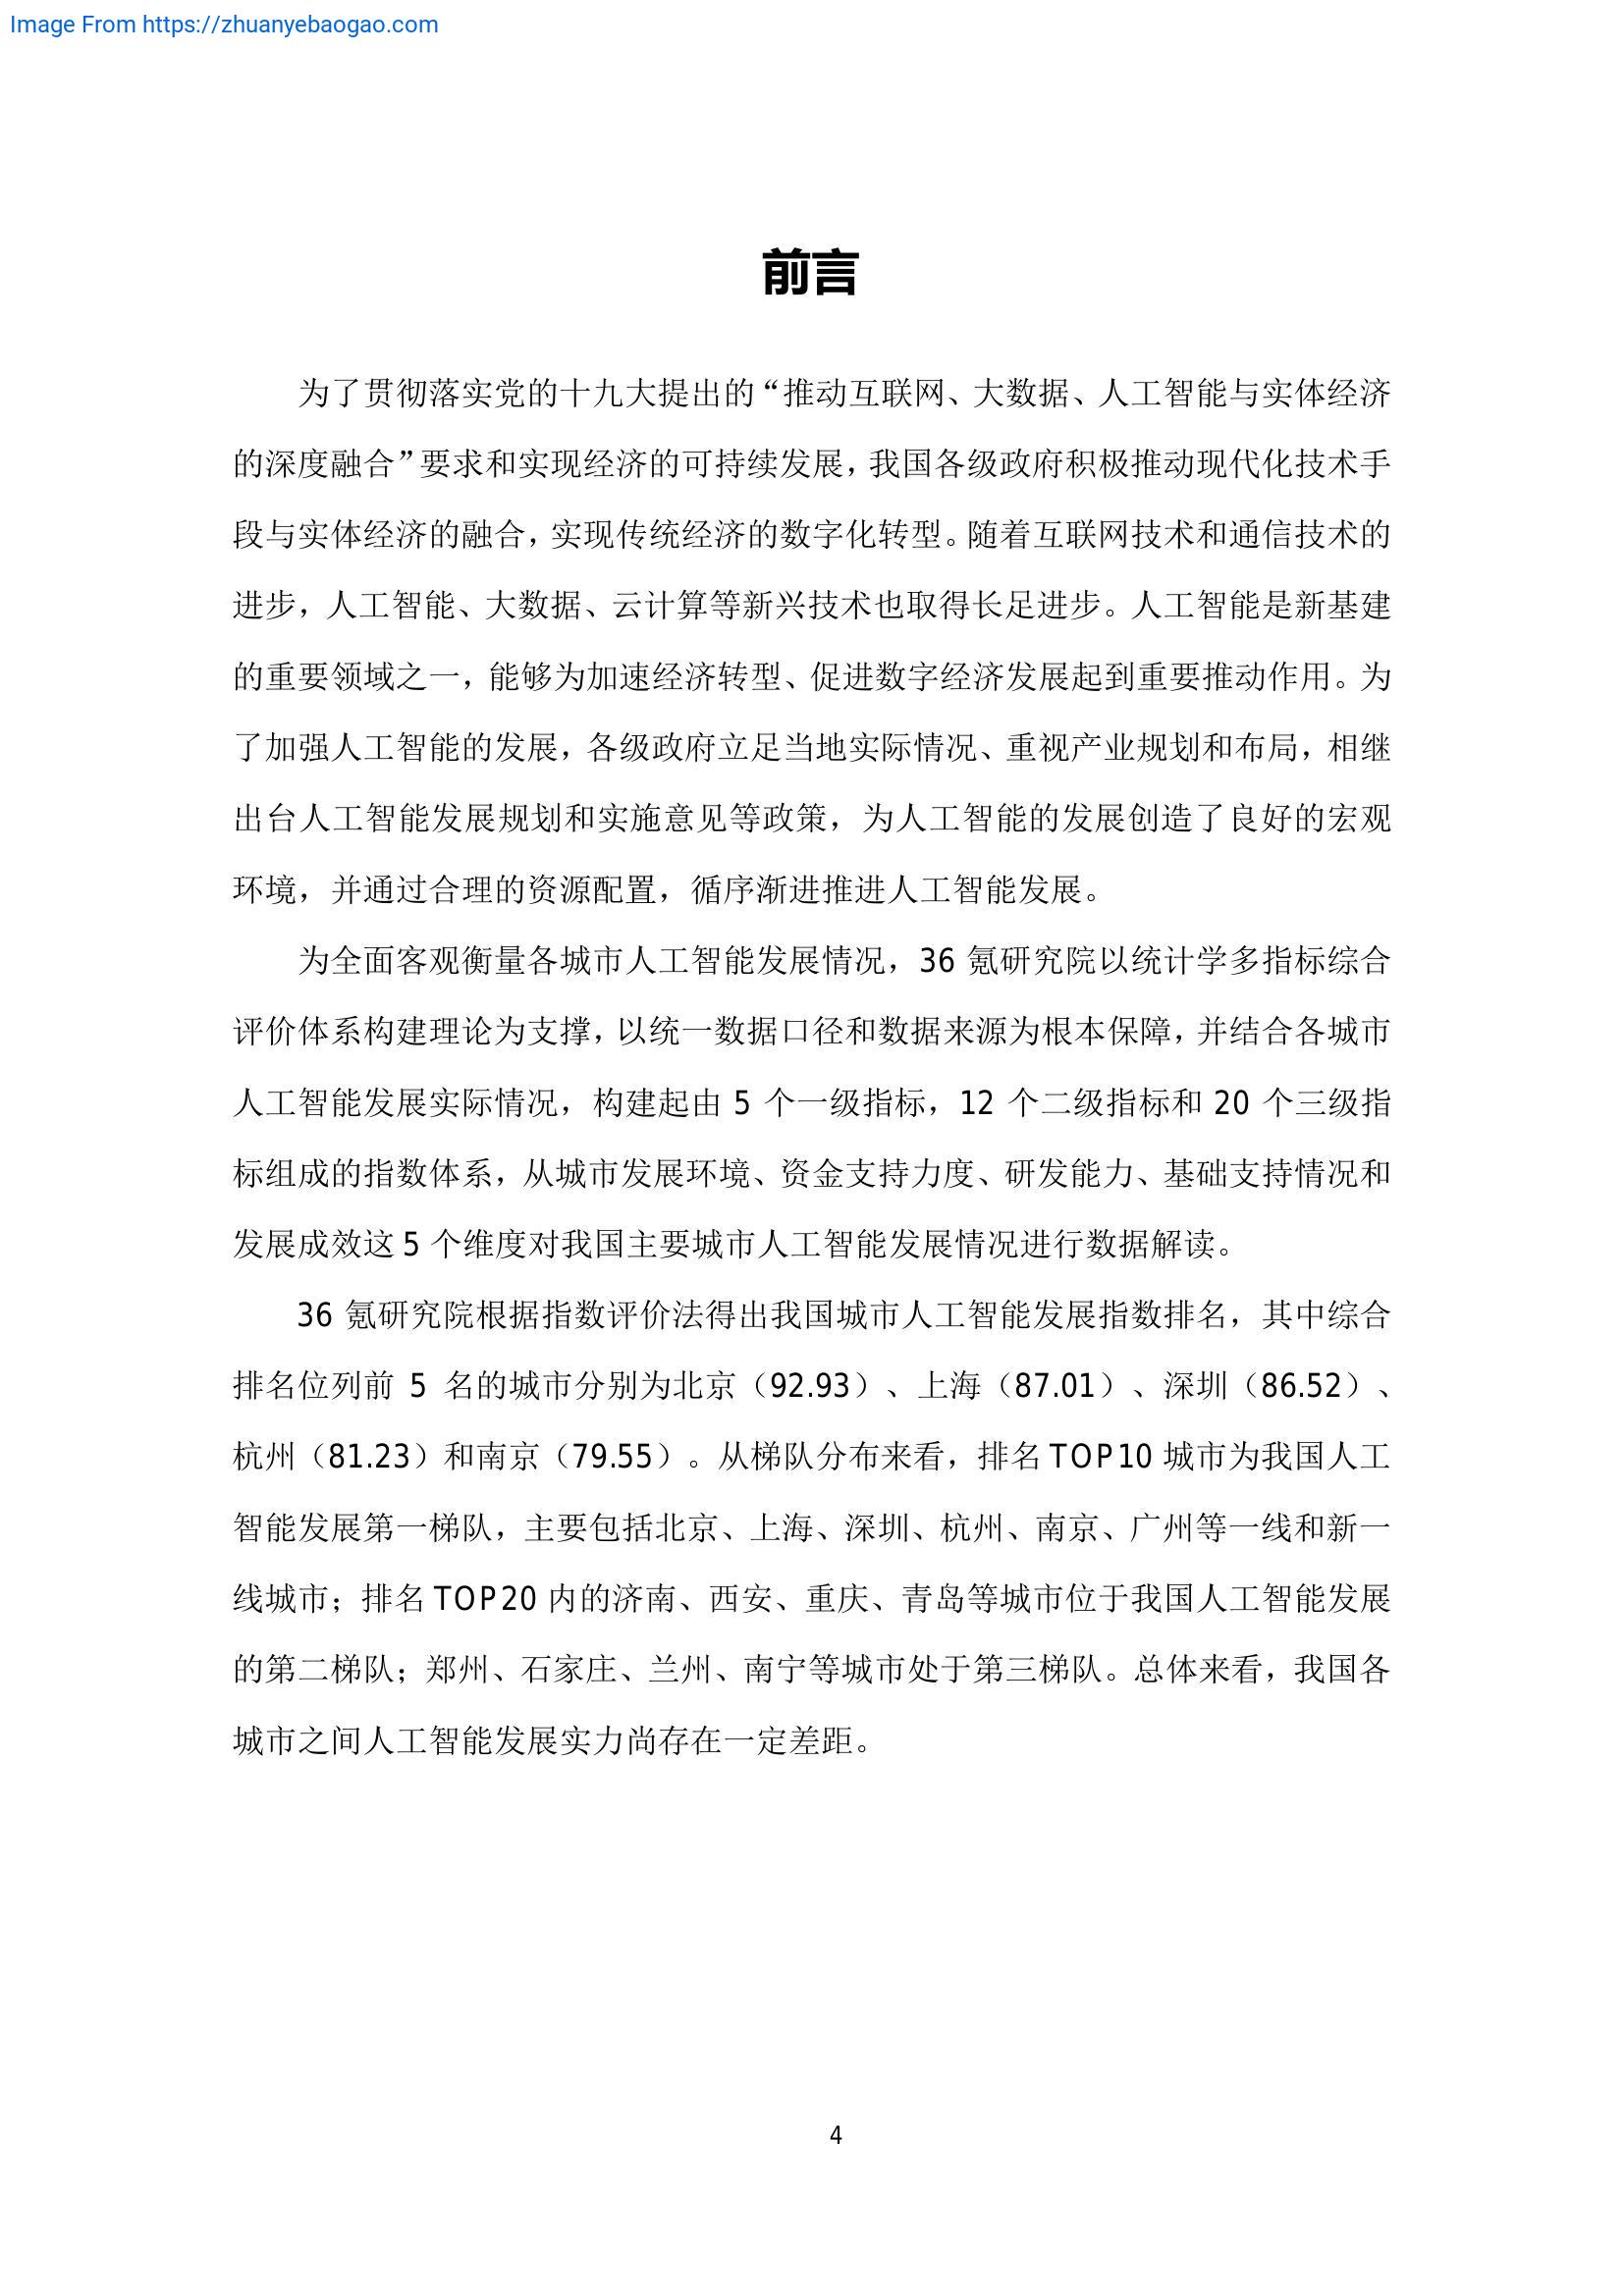 Image From https://zhuanyebaogao.com
前言
为了贯彻落实党的十九大提出的“推动互联网、大数据、人工智能与实体经济
的深度融合”要求和实现经济的可持续发展，我国各级政府积极推动现代化技术手
段与实体经济的融合，实现传统经济的数字化转型。随着互联网技术和通信技术的
进步，人工智能、大数据、云计算等新兴技术也取得长足进步。人工智能是新基建
的重要领域之一，能够为加速经济转型、促进数字经济发展起到重要推动作用。为
了加强人工智能的发展，各级政府立足当地实际情况、重视产业规划和布局，相继
出台人工智能发展规划和实施意见等政策，为人工智能的发展创造了良好的宏观
环境，并通过合理的资源配置，循序渐进推进人工智能发展。
为全面客观衡量各城市人工智能发展情况，36 氪研究院以统计学多指标综合
评价体系构建理论为支撑，以统一数据口径和数据来源为根本保障，并结合各城市
人工智能发展实际情况，构建起由 5 个一级指标，12 个二级指标和 20 个三级指
标组成的指数体系，从城市发展环境、资金支持力度、研发能力、基础支持情况和
发展成效这 5 个维度对我国主要城市人工智能发展情况进行数据解读。
36 氪研究院根据指数评价法得出我国城市人工智能发展指数排名，其中综合
排名位列前 5 名的城市分别为北京（92.93）、上海（87.01）、深圳（86.52）、
杭州（81.23）和南京（79.55）。从梯队分布来看，排名 TOP10 城市为我国人工
智能发展第一梯队，主要包括北京、上海、深圳、杭州、南京、广州等一线和新一
线城市；排名 TOP20 内的济南、西安、重庆、青岛等城市位于我国人工智能发展
的第二梯队；郑州、石家庄、兰州、南宁等城市处于第三梯队。总体来看，我国各
城市之间人工智能发展实力尚存在一定差距。
4